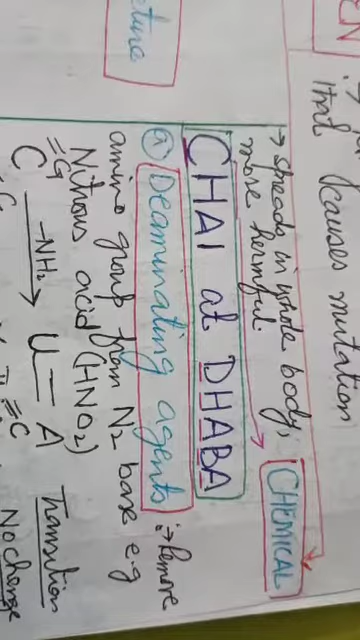 causes mutation
→ spreads in whole body;
more harmful.
CHEMICAL
CHAI at DHABA
eture
a) Deaminating agents :→ Remove
amino group from N2 base e.g
Nitrous acid (HNO2)
≡G
C —NH2→ U = A
Transition
≡C
No change